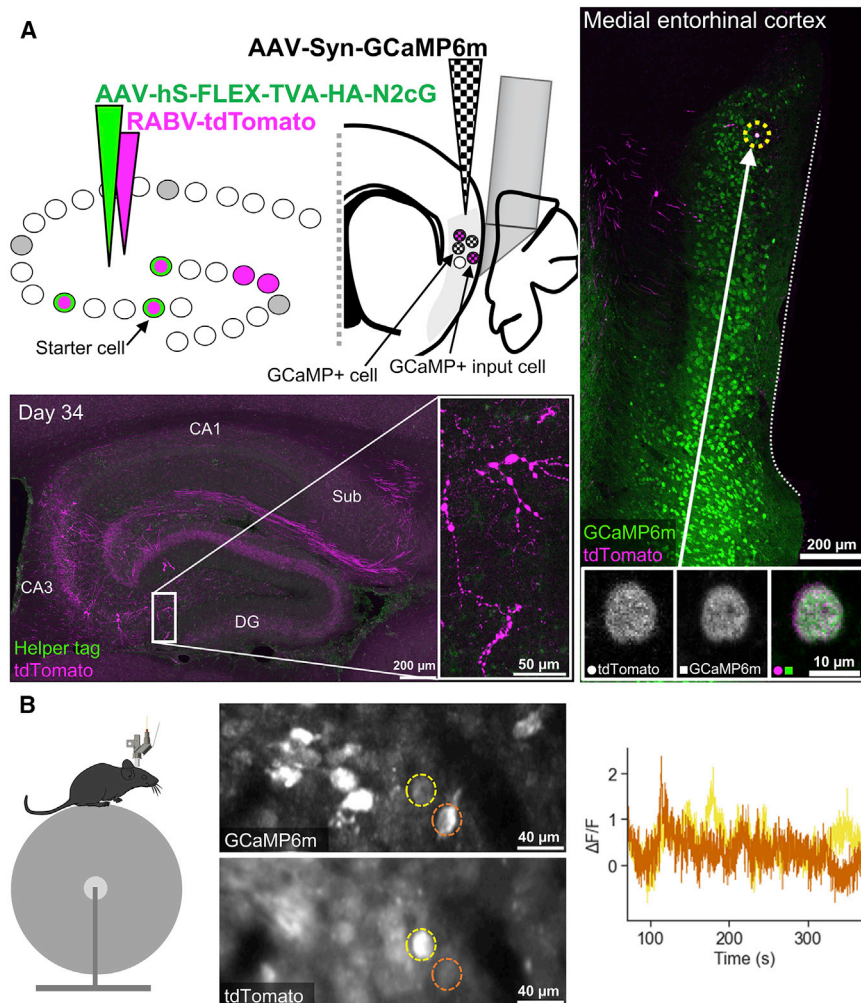 A
AAV-Syn-GCaMP6m
AAV-hS-FLEX-TVA-HA-N2cG
RABV-tdTomato
Starter cell
GCaMP+ cell
GCaMP+ input cell
Medial entorhinal cortex
GCaMP6m
tdTomato
200 µm
tdTomato
GCaMP6m
10 µm
Day 34
CA1
Sub
CA3
DG
Helper tag
tdTomato
200 µm
50 µm
B
GCaMP6m
40 µm
tdTomato
40 µm
ΔF/F
2
1
0
100
200
300
Time (s)